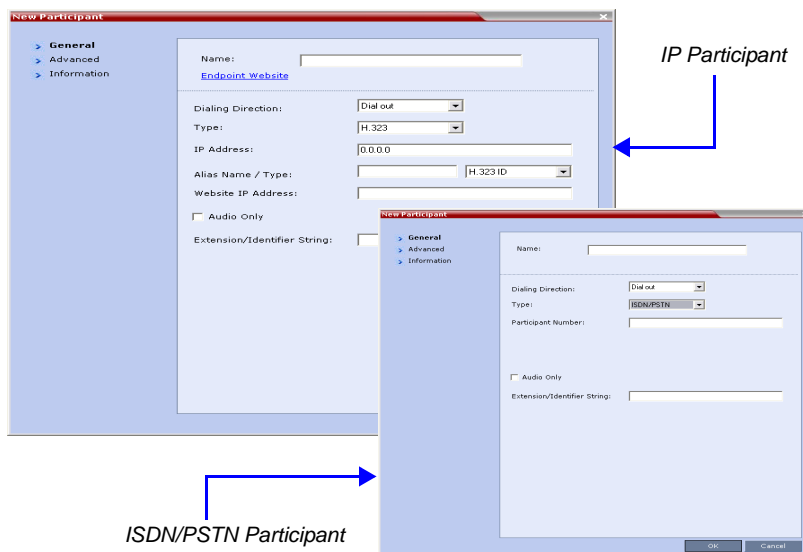 New Participant
General
Advanced
Information
Name:
Endpoint Website
Dialing Direction: Dial out
Type: H.323
IP Address: 0.0.0.0
Alias Name / Type: H.323 ID
Website IP Address:
Audio Only
Extension/Identifier String:
IP Participant
New Participant
General
Advanced
Information
Name:
Dialing Direction: Dial out
Type: ISDN/PSTN
Participant Number:
Audio Only
Extension/Identifier String:
OK Cancel
ISDN/PSTN Participant